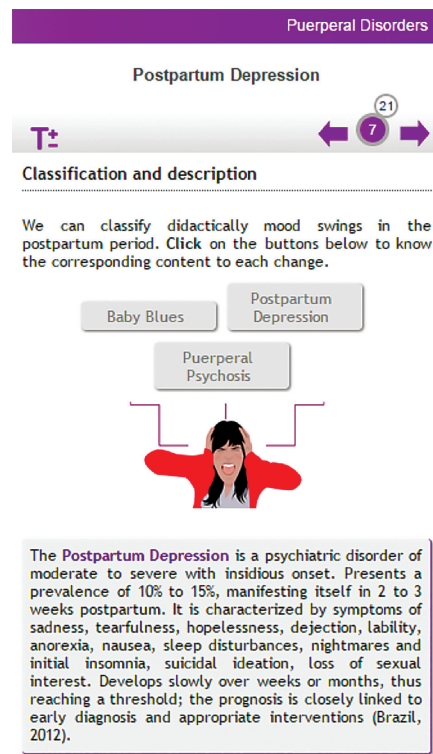 Puerperal Disorders
Postpartum Depression
T±
21
7
Classification and description
We can classify didactically mood swings in the
postpartum period. Click on the buttons below to know
the corresponding content to each change.
Baby Blues
Postpartum
Depression
Puerperal
Psychosis
The Postpartum Depression is a psychiatric disorder of
moderate to severe with insidious onset. Presents a
prevalence of 10% to 15%, manifesting itself in 2 to 3
weeks postpartum. It is characterized by symptoms of
sadness, tearfulness, hopelessness, dejection, lability,
anorexia, nausea, sleep disturbances, nightmares and
initial insomnia, suicidal ideation, loss of sexual
interest. Develops slowly over weeks or months, thus
reaching a threshold; the prognosis is closely linked to
early diagnosis and appropriate interventions (Brazil,
2012).